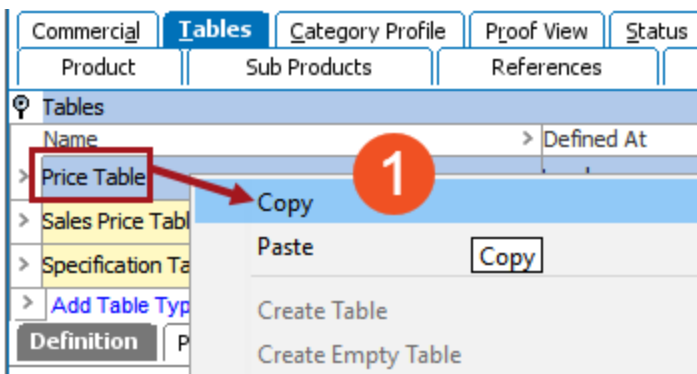 Commercial Tables Category Profile Proof View Status
Product Sub Products References
Tables
Name > Defined At
> Price Table
1
Copy
> Sales Price Tabl
Paste
Copy
> Specification Ta
> Add Table Typ
Create Table
Definition P
Create Empty Table